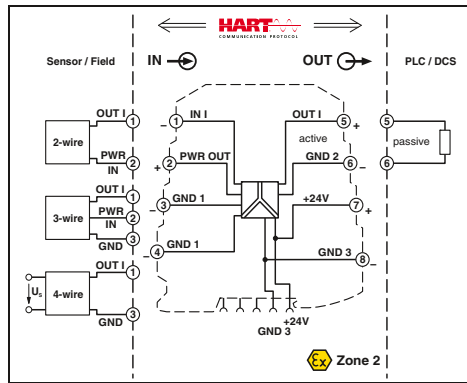 HART
COMMUNICATION PROTOCOL
Sensor / Field
IN
OUT
PLC / DCS
OUT I
1
2-wire
PWR
2
IN
OUT I
1
3-wire
PWR
2
IN
GND
3
OUT I
1
Us
4-wire
GND
3
1
−
IN I
+
2
PWR OUT
−
3
GND 1
−
4
GND 1
OUT I
5
+
active
GND 2
6
−
+24V
7
+
GND 3
8
−
+24V
GND 3
5
passive
6
Ex
Zone 2